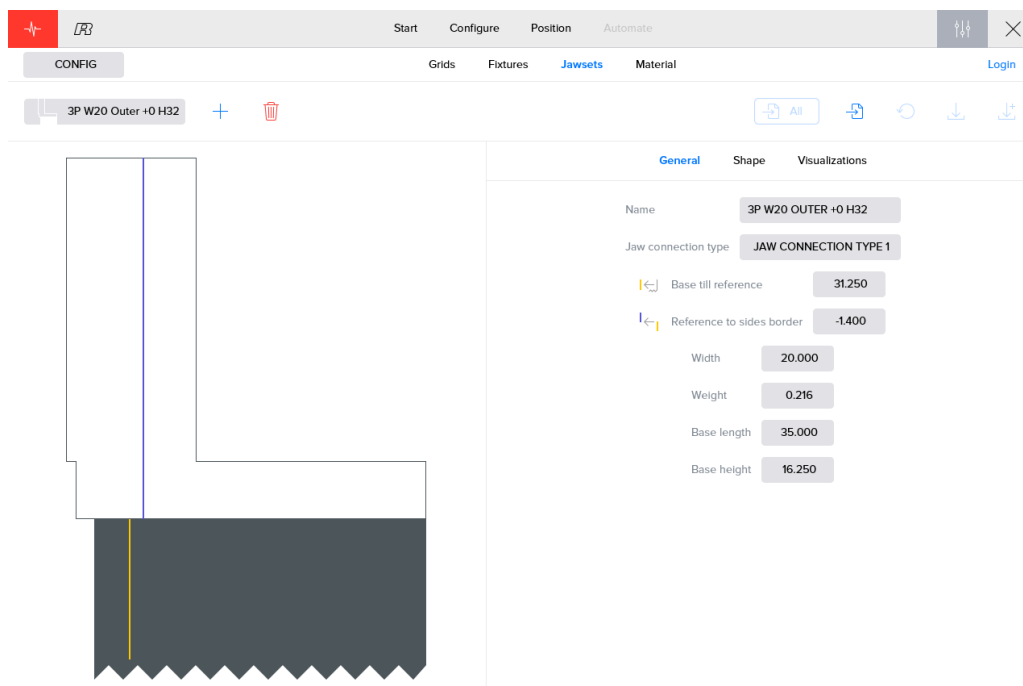 Start Configure Position Automate
CONFIG Grids Fixtures Jawsets Material Login
3P W20 Outer +0 H32 All
General Shape Visualizations
Name 3P W20 OUTER +0 H32
Jaw connection type JAW CONNECTION TYPE 1
Base till reference 31.250
Reference to sides border -1.400
Width 20.000
Weight 0.216
Base length 35.000
Base height 16.250